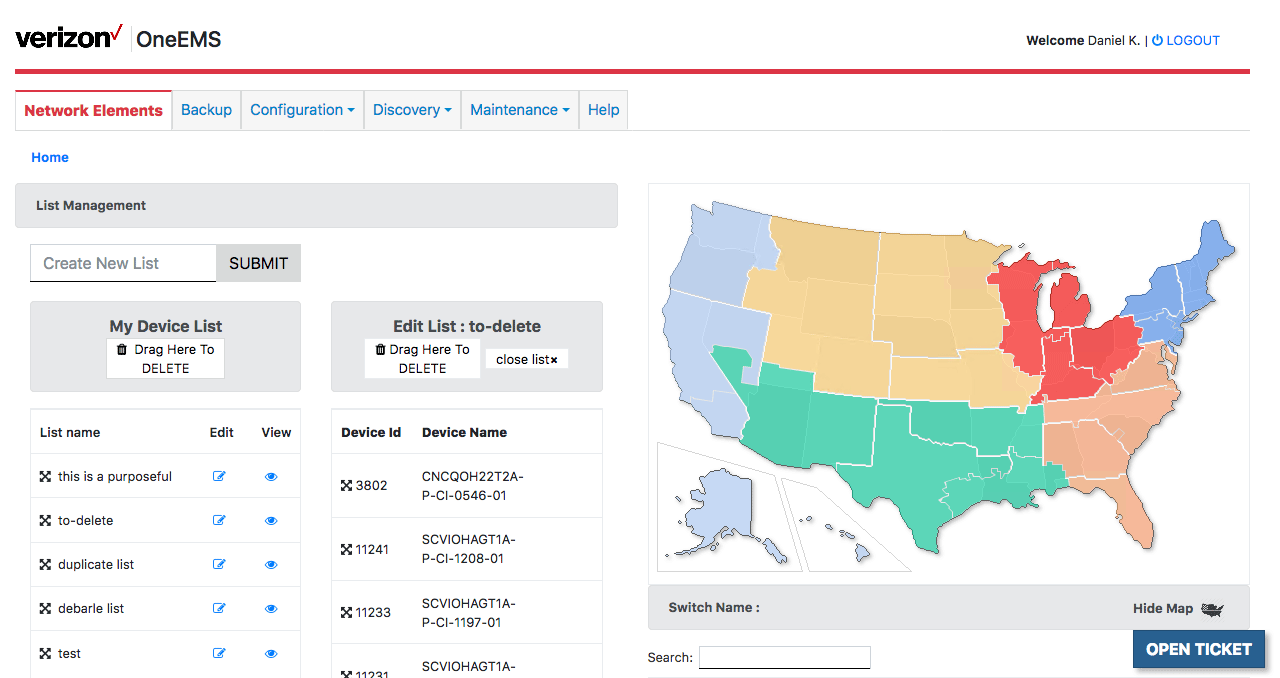 verizon✓ OneEMS
Welcome Daniel K. | LOGOUT
Network Elements Backup Configuration Discovery Maintenance Help
Home
List Management
Create New List SUBMIT
My Device List
Drag Here To
DELETE
Edit List : to-delete
Drag Here To
DELETE
close list×
List name Edit View
this is a purposeful
to-delete
duplicate list
debarle list
test
Device Id Device Name
3802 CNCQOH22T2A-
P-CI-0546-01
11241 SCVIOHAGT1A-
P-CI-1208-01
11233 SCVIOHAGT1A-
P-CI-1197-01
11231 SCVIOHAGT1A-
Switch Name :
Hide Map
Search:
OPEN TICKET